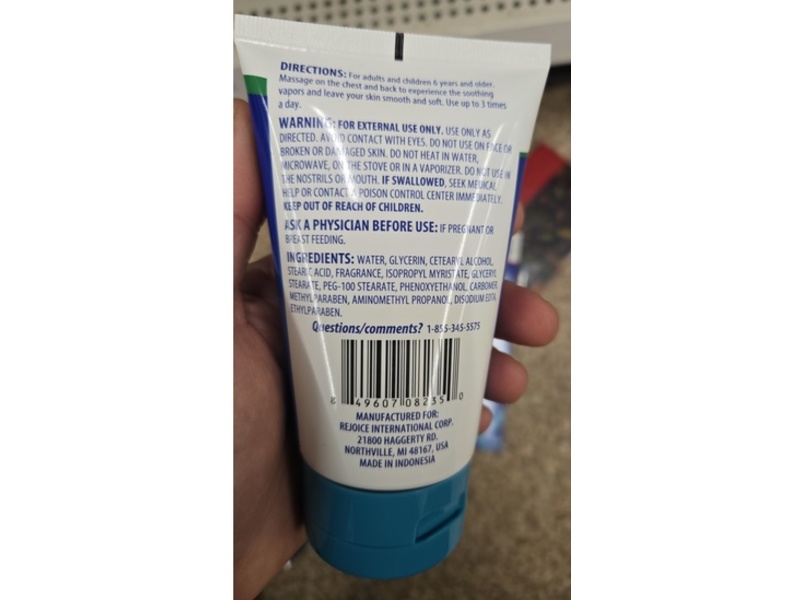 DIRECTIONS: For adults and children 6 years and older.
Massage on the chest and back to experience the soothing
vapors and leave your skin smooth and soft. Use up to 3 times
a day.
WARNING: FOR EXTERNAL USE ONLY. USE ONLY AS
DIRECTED. AVOID CONTACT WITH EYES. DO NOT USE ON FACE OR
BROKEN OR DAMAGED SKIN. DO NOT HEAT IN WATER,
MICROWAVE, ON THE STOVE OR IN A VAPORIZER. DO NOT USE IN
THE NOSTRILS OR MOUTH. IF SWALLOWED, SEEK MEDICAL
HELP OR CONTACT A POISON CONTROL CENTER IMMEDIATELY.
KEEP OUT OF REACH OF CHILDREN.
ASK A PHYSICIAN BEFORE USE: IF PREGNANT OR
BREAST FEEDING.
INGREDIENTS: WATER, GLYCERIN, CETEARYL ALCOHOL,
STEARIC ACID, FRAGRANCE, ISOPROPYL MYRISTATE, GLYCERYL
STEARATE, PEG-100 STEARATE, PHENOXYETHANOL, CARBOMER,
METHYLPARABEN, AMINOMETHYL PROPANOL, DISODIUM EDTA,
ETHYLPARABEN.
Questions/comments? 1-855-345-5575
8 49607 08235 0
MANUFACTURED FOR:
REJOICE INTERNATIONAL CORP.
21800 HAGGERTY RD.
NORTHVILLE, MI 48167, USA
MADE IN INDONESIA